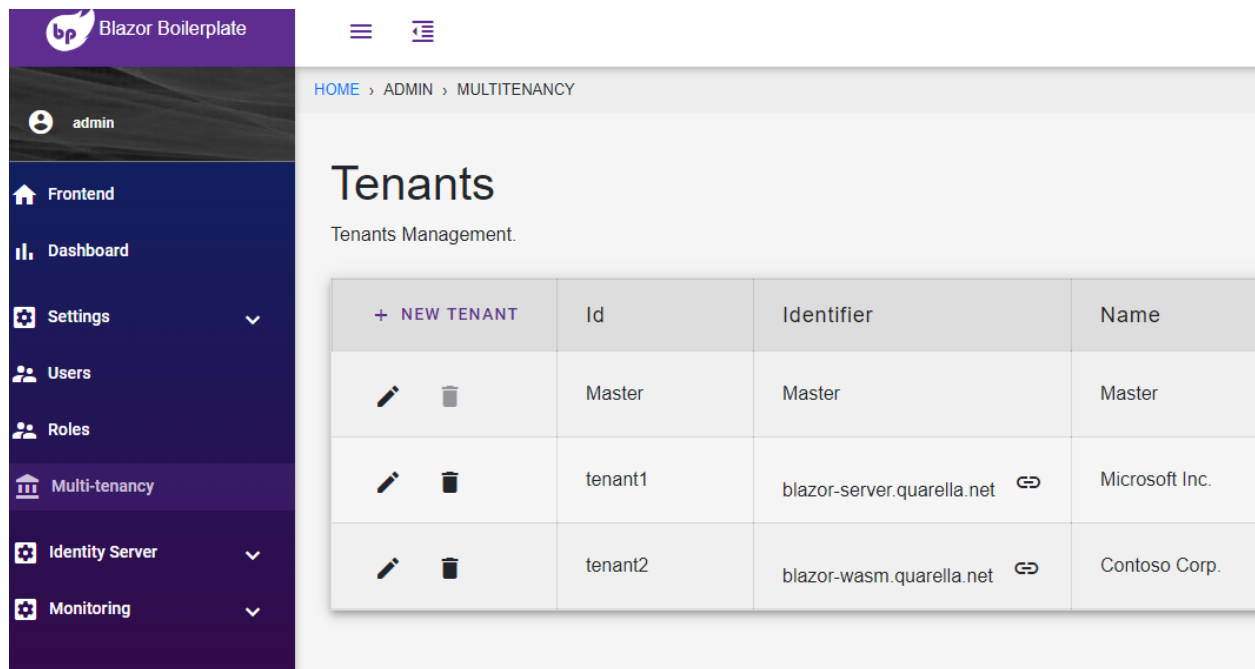 bp Blazor Boilerplate
admin
Frontend
Dashboard
Settings
Users
Roles
Multi-tenancy
Identity Server
Monitoring
HOME › ADMIN › MULTITENANCY
Tenants
Tenants Management.
+ NEW TENANT Id Identifier Name
Master Master Master
tenant1 blazor-server.quarella.net Microsoft Inc.
tenant2 blazor-wasm.quarella.net Contoso Corp.